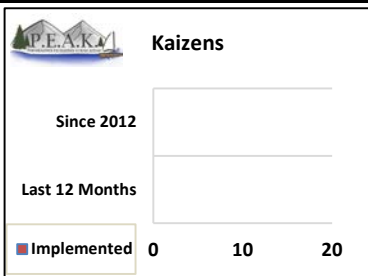 P.E.A.K.
Kaizens
Since 2012
Last 12 Months
Implemented 0 10 20